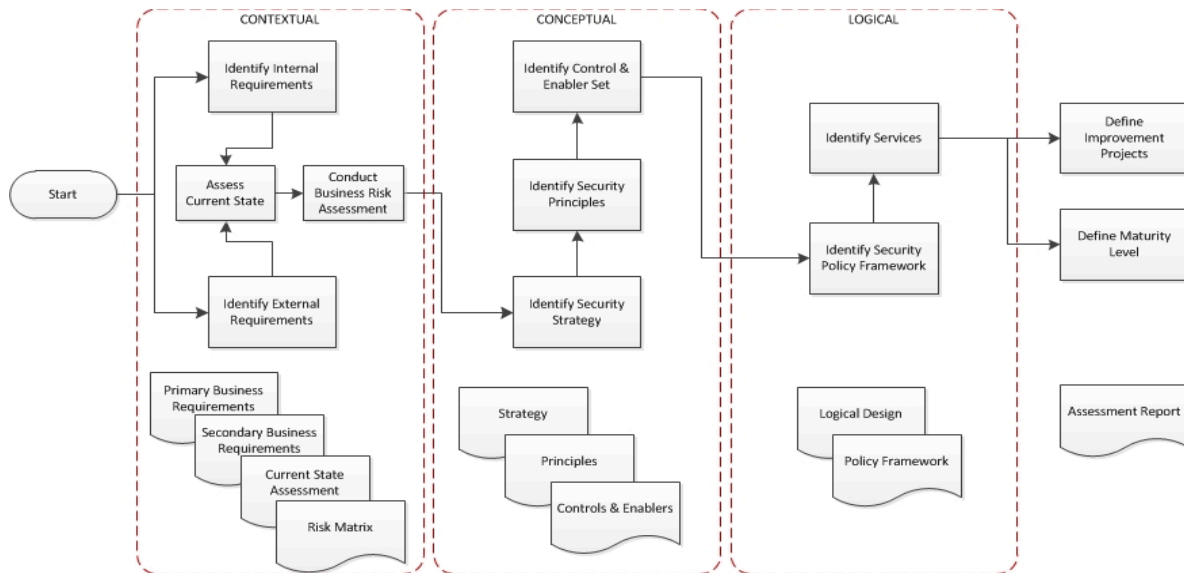 CONTEXTUAL
CONCEPTUAL
LOGICAL
Start
Identify Internal
Requirements
Assess
Current State
Conduct
Business Risk
Assessment
Identify External
Requirements
Primary Business
Requirements
Secondary Business
Requirements
Current State
Assessment
Risk Matrix
Identify Control &
Enabler Set
Identify Security
Principles
Identify Security
Strategy
Strategy
Principles
Controls & Enablers
Identify Services
Identify Security
Policy Framework
Logical Design
Policy Framework
Define
Improvement
Projects
Define Maturity
Level
Assessment Report